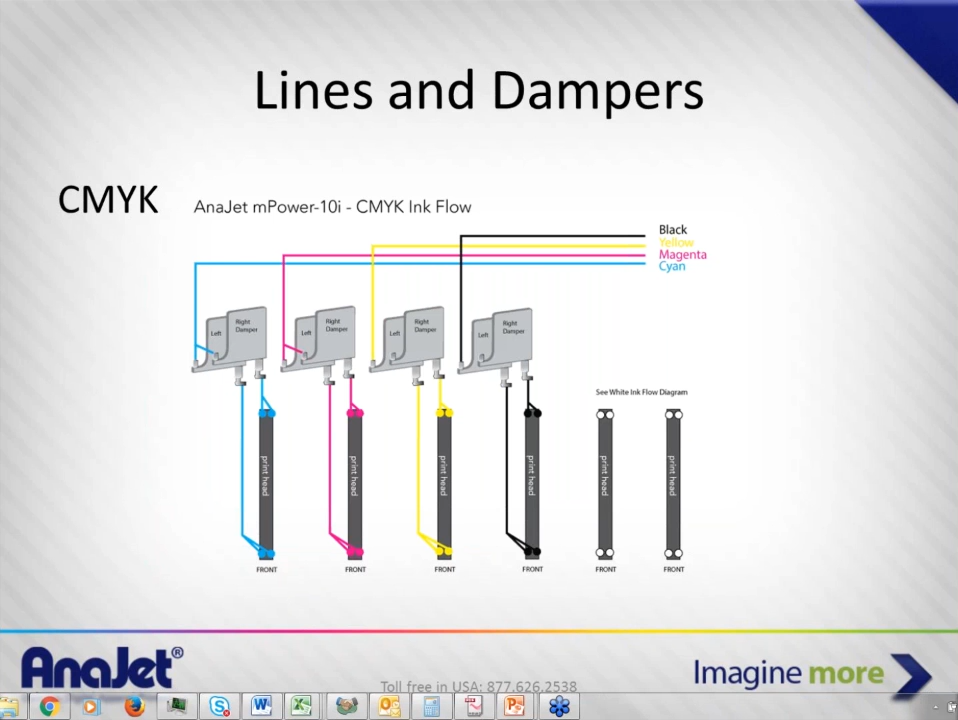 Lines and Dampers
CMYK
AnaJet mPower-10i - CMYK Ink Flow
Black
Yellow
Magenta
Cyan
Left
Right
Damper
Left
Right
Damper
Left
Right
Damper
Left
Right
Damper
See White Ink Flow Diagram
print head
print head
print head
print head
print head
print head
FRONT
FRONT
FRONT
FRONT
FRONT
FRONT
AnaJet®
Toll free in USA: 877.626.2538
Imagine more